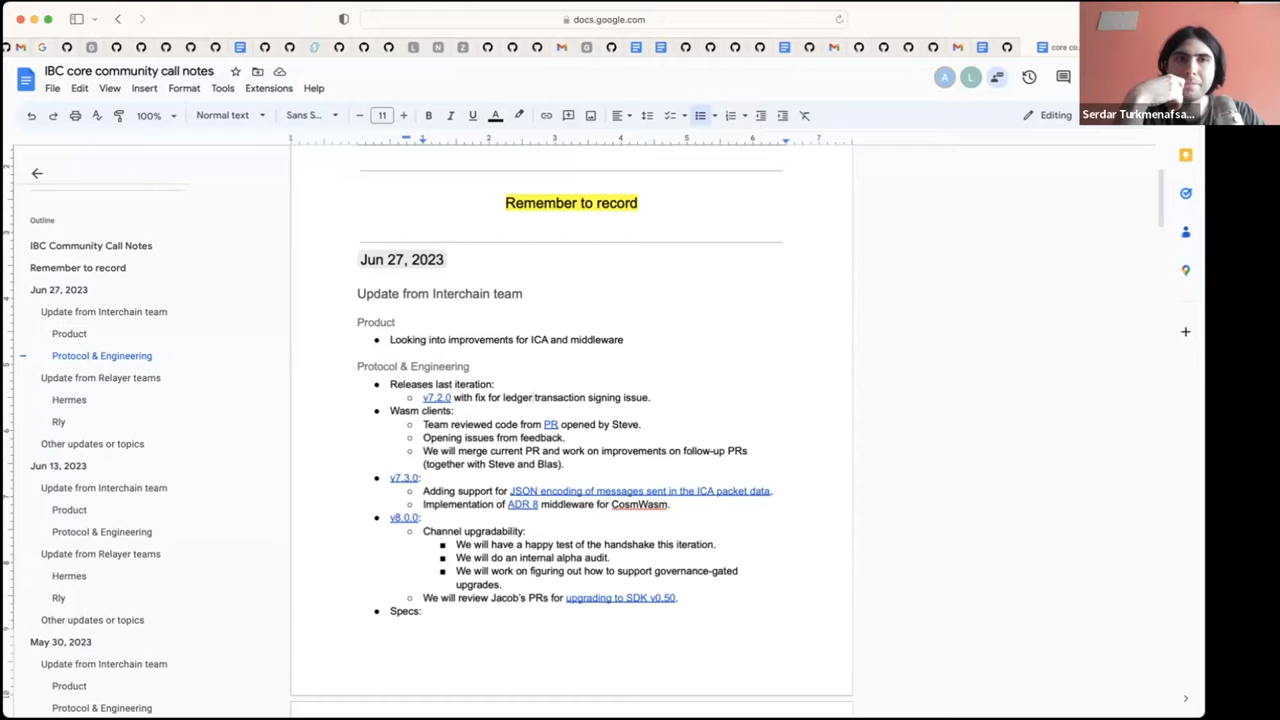 docs.google.com
core co...
IBC core community call notes
File Edit View Insert Format Tools Extensions Help
A L
100% Normal text Sans S... 11 B I U A Editing
Serdar Turkmenafsa...
1 1 2 3 4 5 6 7
Outline
IBC Community Call Notes
Remember to record
Jun 27, 2023
Update from Interchain team
Product
Protocol & Engineering
Update from Relayer teams
Hermes
Rly
Other updates or topics
Jun 13, 2023
Update from Interchain team
Product
Protocol & Engineering
Update from Relayer teams
Hermes
Rly
Other updates or topics
May 30, 2023
Update from Interchain team
Product
Protocol & Engineering
Remember to record
Jun 27, 2023
Update from Interchain team
Product
● Looking into improvements for ICA and middleware
Protocol & Engineering
● Releases last iteration:
○ v7.2.0 with fix for ledger transaction signing issue.
● Wasm clients:
○ Team reviewed code from PR opened by Steve.
○ Opening issues from feedback.
○ We will merge current PR and work on improvements on follow-up PRs
(together with Steve and Blas).
● v7.3.0:
○ Adding support for JSON encoding of messages sent in the ICA packet data.
○ Implementation of ADR 8 middleware for CosmWasm.
● v8.0.0:
○ Channel upgradability:
■ We will have a happy test of the handshake this iteration.
■ We will do an internal alpha audit.
■ We will work on figuring out how to support governance-gated
upgrades.
○ We will review Jacob's PRs for upgrading to SDK v0.50.
● Specs: